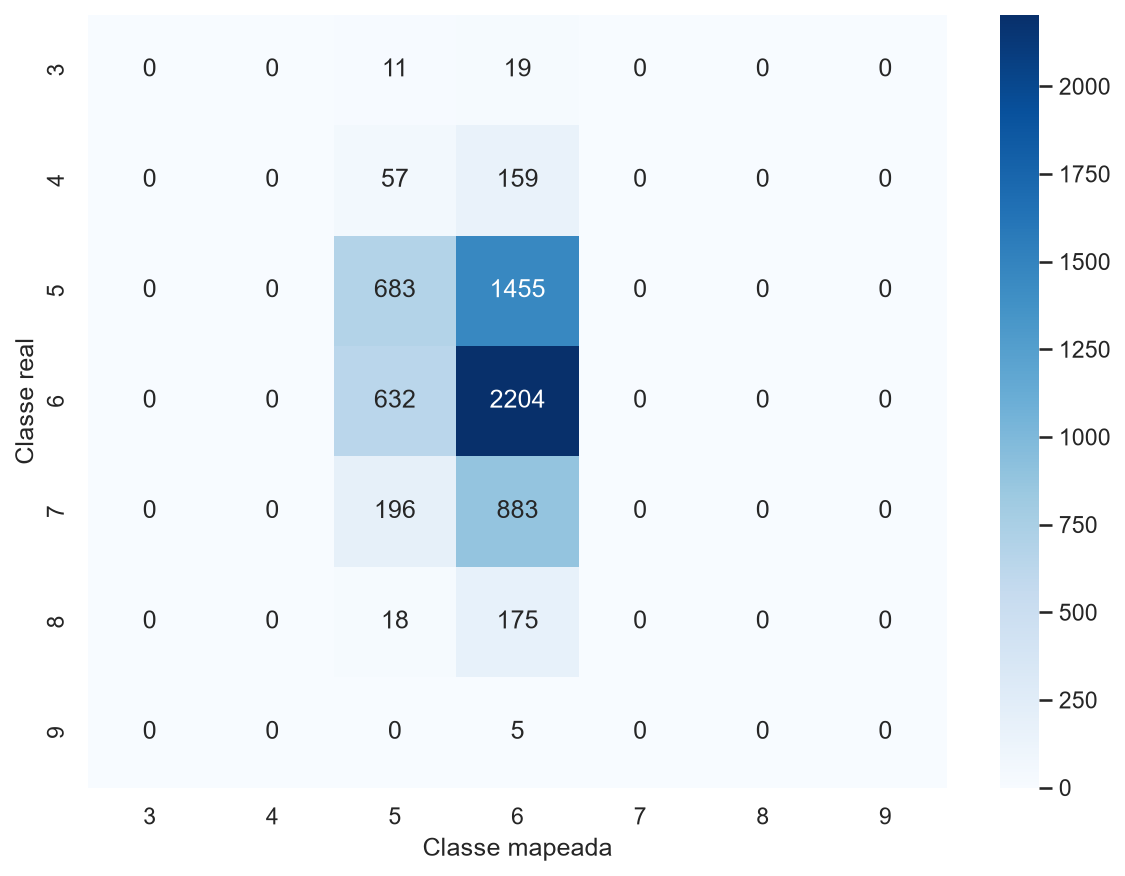 3 0 0 11 19 0 0 0
4 0 0 57 159 0 0 0
5 0 0 683 1455 0 0 0
6 0 0 632 2204 0 0 0
7 0 0 196 883 0 0 0
8 0 0 18 175 0 0 0
9 0 0 0 5 0 0 0
3 4 5 6 7 8 9
Classe real
Classe mapeada
2000
1750
1500
1250
1000
750
500
250
0